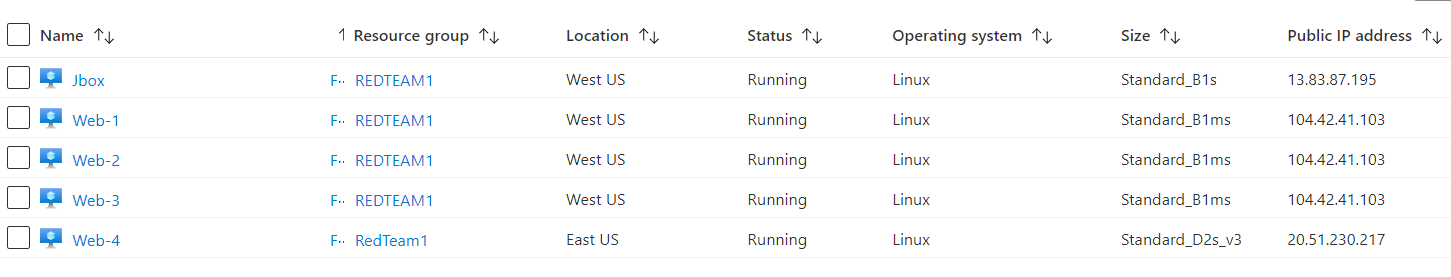 Name ↑↓ ↑ Resource group ↑↓ Location ↑↓ Status ↑↓ Operating system ↑↓ Size ↑↓ Public IP address ↑↓
Jbox F·· REDTEAM1 West US Running Linux Standard_B1s 13.83.87.195
Web-1 F·· REDTEAM1 West US Running Linux Standard_B1ms 104.42.41.103
Web-2 F·· REDTEAM1 West US Running Linux Standard_B1ms 104.42.41.103
Web-3 F·· REDTEAM1 West US Running Linux Standard_B1ms 104.42.41.103
Web-4 F·· RedTeam1 East US Running Linux Standard_D2s_v3 20.51.230.217